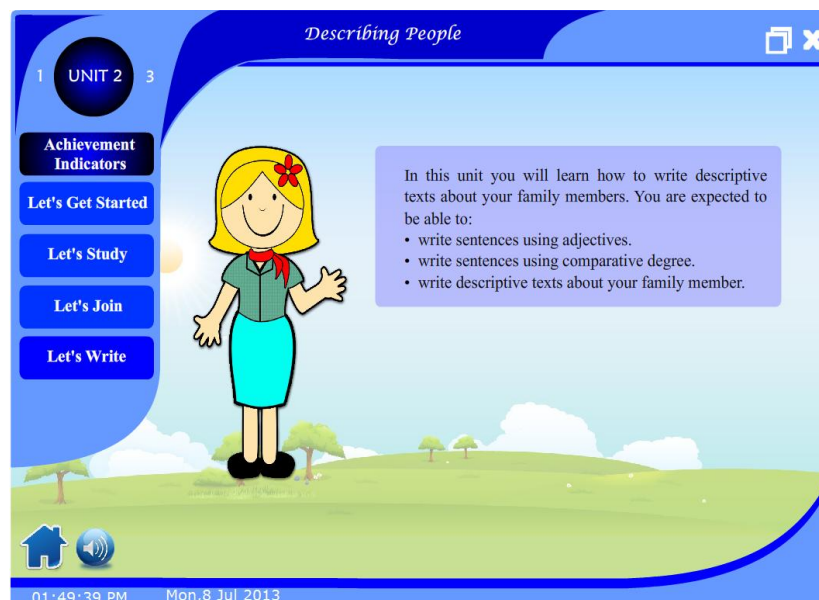 Describing People
1 UNIT 2 3
Achievement
Indicators
Let's Get Started
Let's Study
Let's Join
Let's Write
In this unit you will learn how to write descriptive
texts about your family members. You are expected to
be able to:
• write sentences using adjectives.
• write sentences using comparative degree.
• write descriptive texts about your family member.
01:49:39 PM Mon,8 Jul 2013